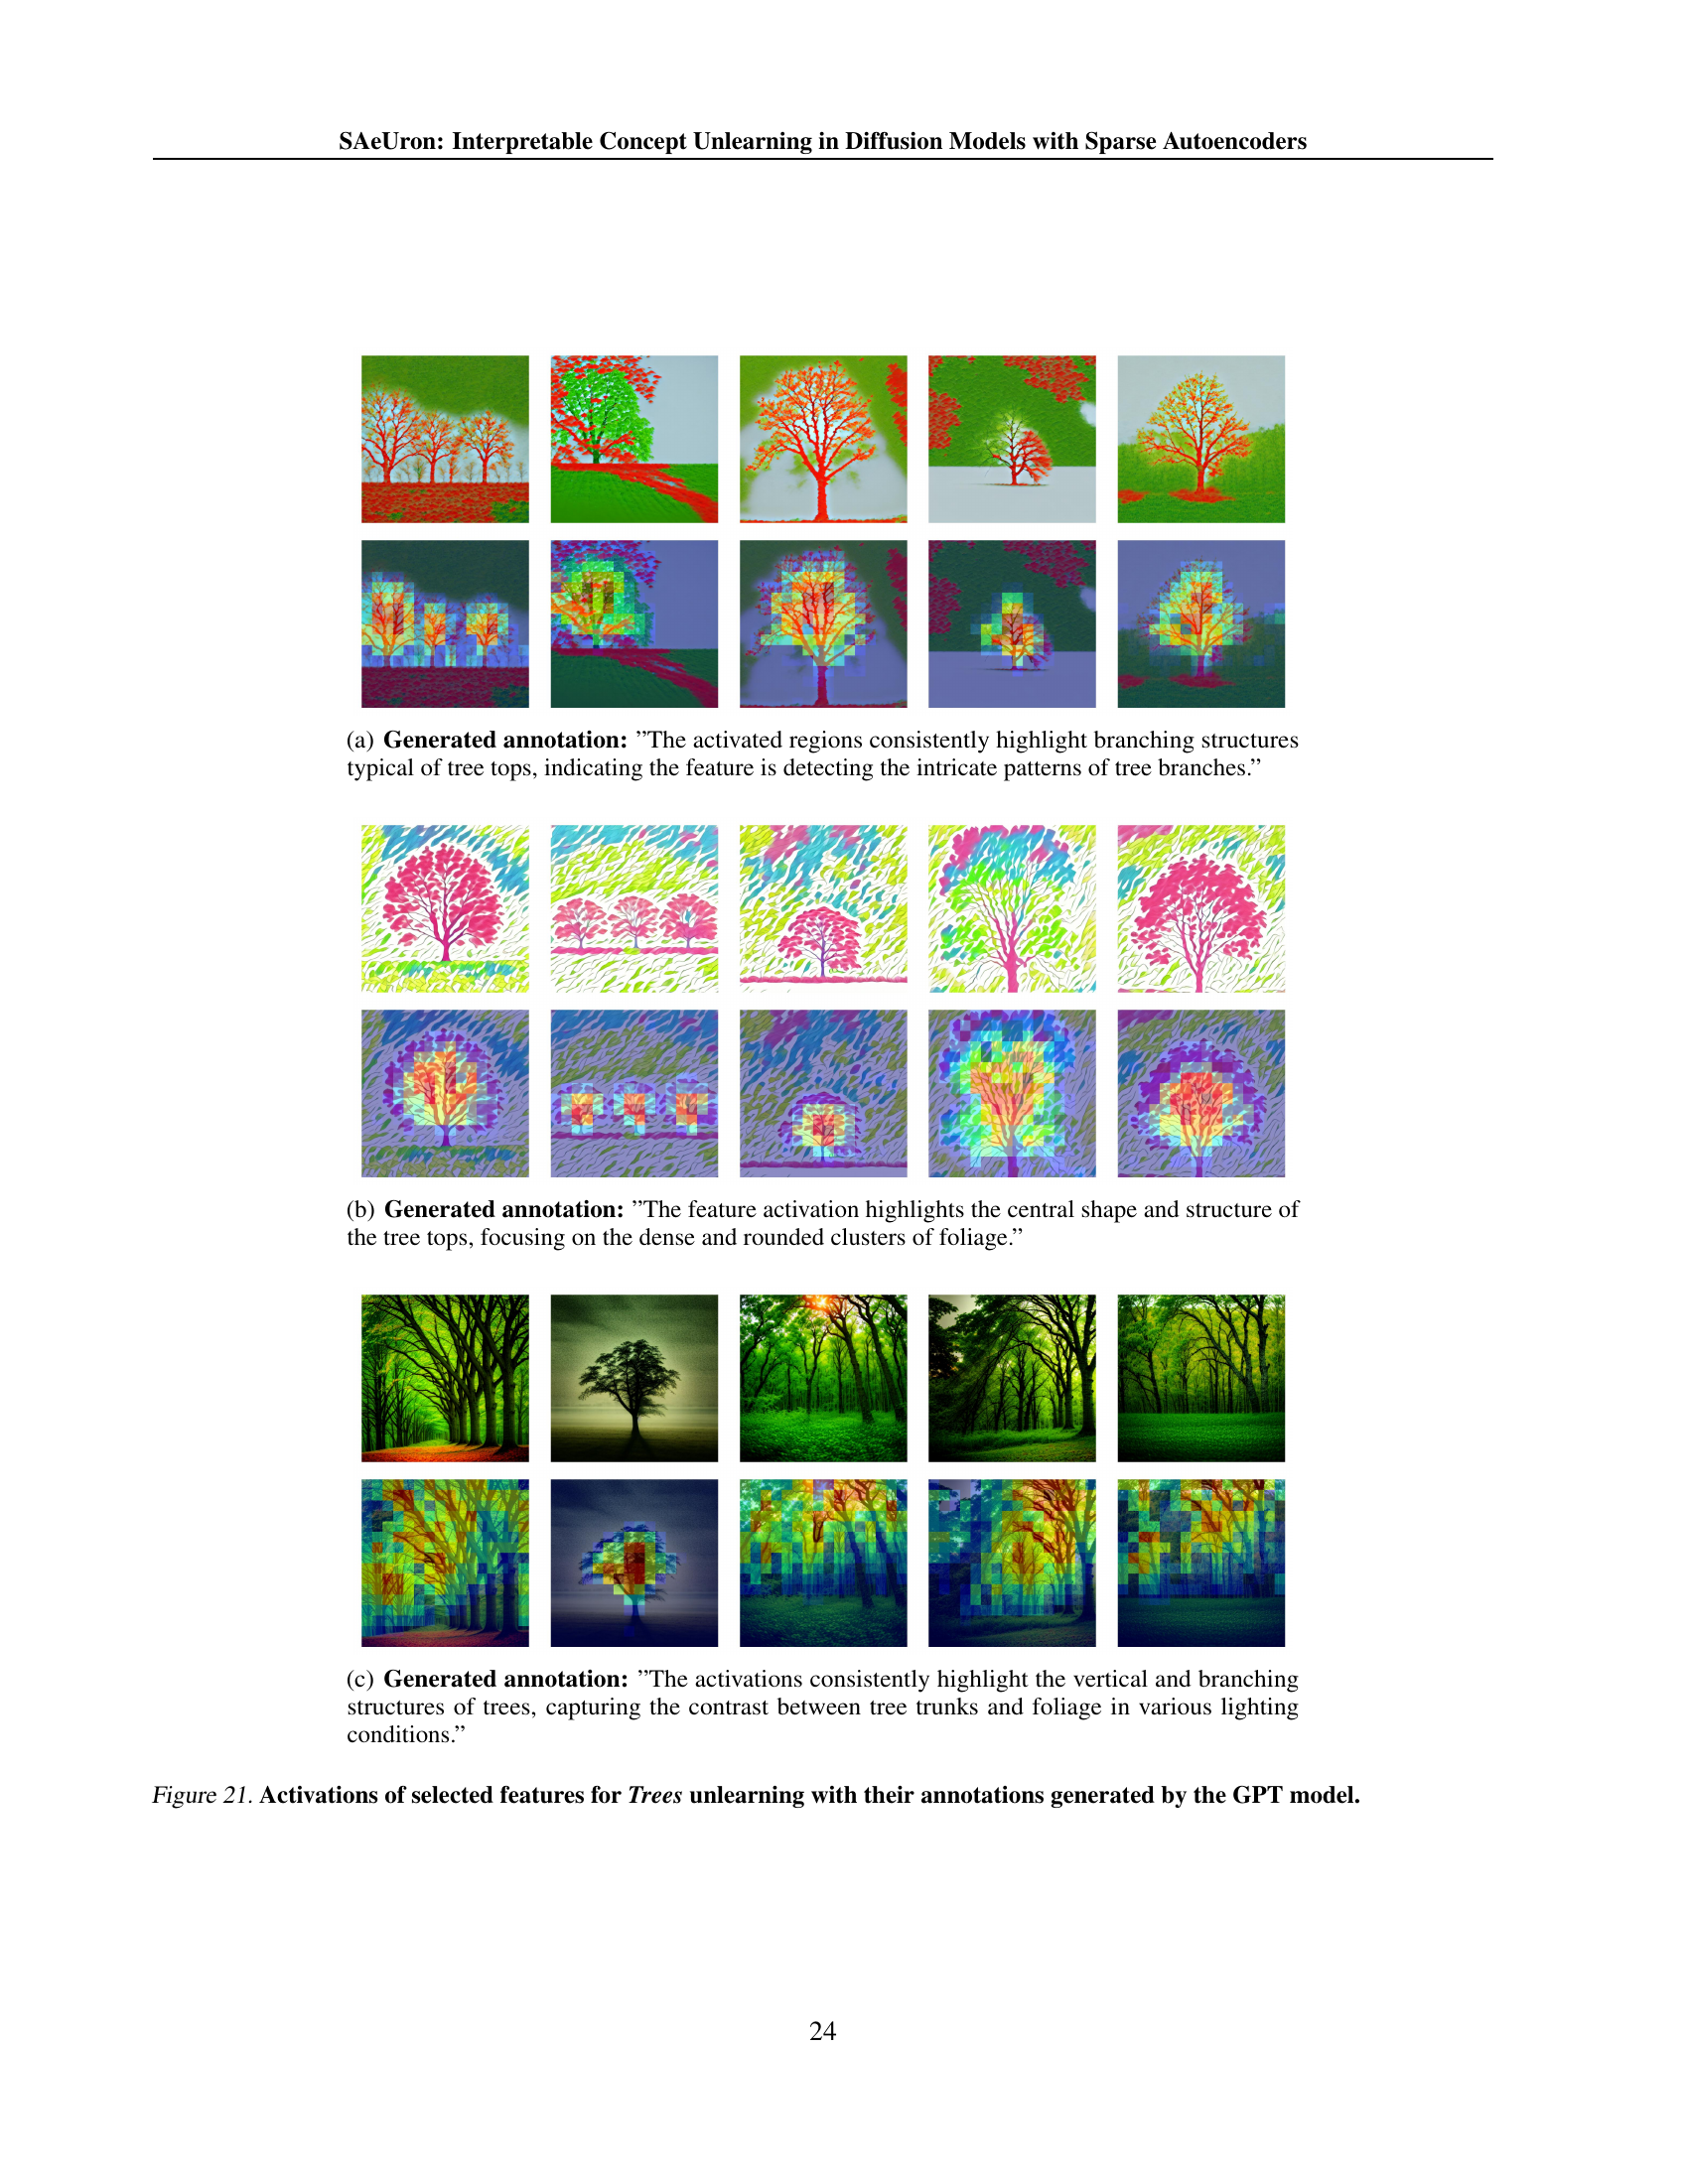 SAeUron: Interpretable Concept Unlearning in Diffusion Models with Sparse Autoencoders
(a) Generated annotation: ”The activated regions consistently highlight branching structures
typical of tree tops, indicating the feature is detecting the intricate patterns of tree branches.”
(b) Generated annotation: ”The feature activation highlights the central shape and structure of
the tree tops, focusing on the dense and rounded clusters of foliage.”
(c) Generated annotation: ”The activations consistently highlight the vertical and branching
structures of trees, capturing the contrast between tree trunks and foliage in various lighting
conditions.”
Figure 21. Activations of selected features for Trees unlearning with their annotations generated by the GPT model.
24